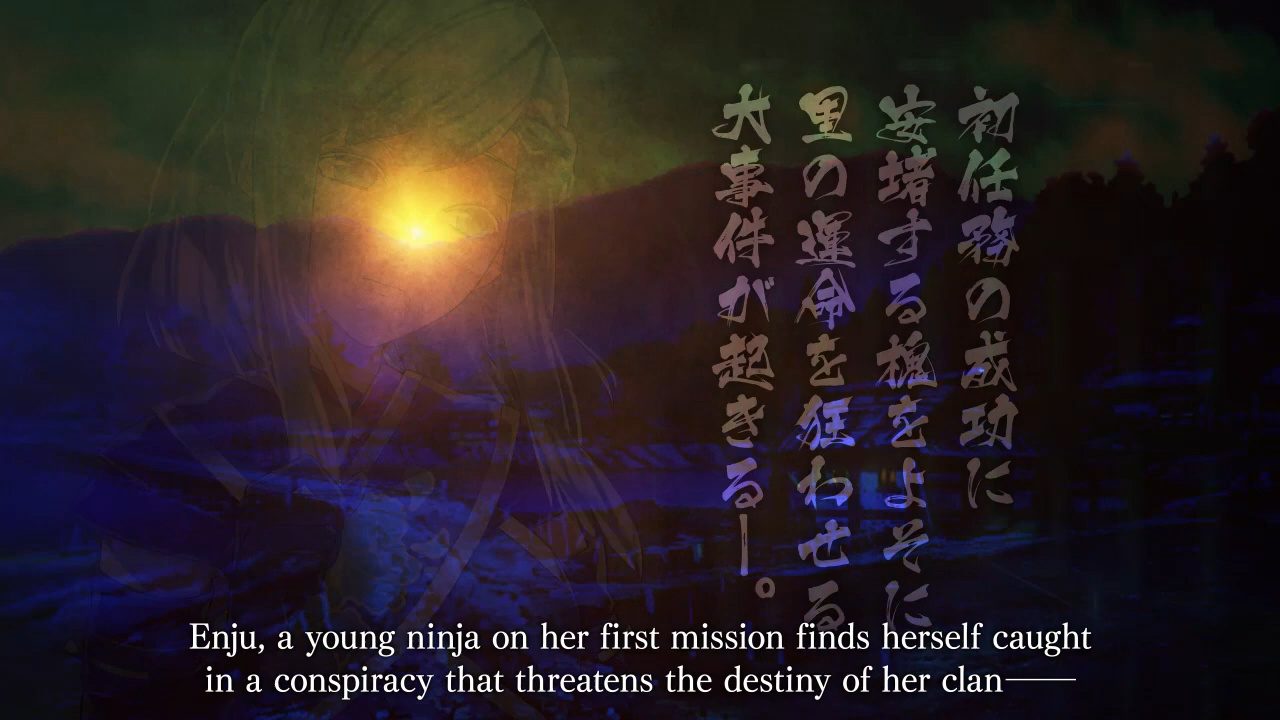 初任務の成功に
安堵する槐をよそに
里の運命を狂わせる
大事件が起きる―。
Enju, a young ninja on her first mission finds herself caught
in a conspiracy that threatens the destiny of her clan――